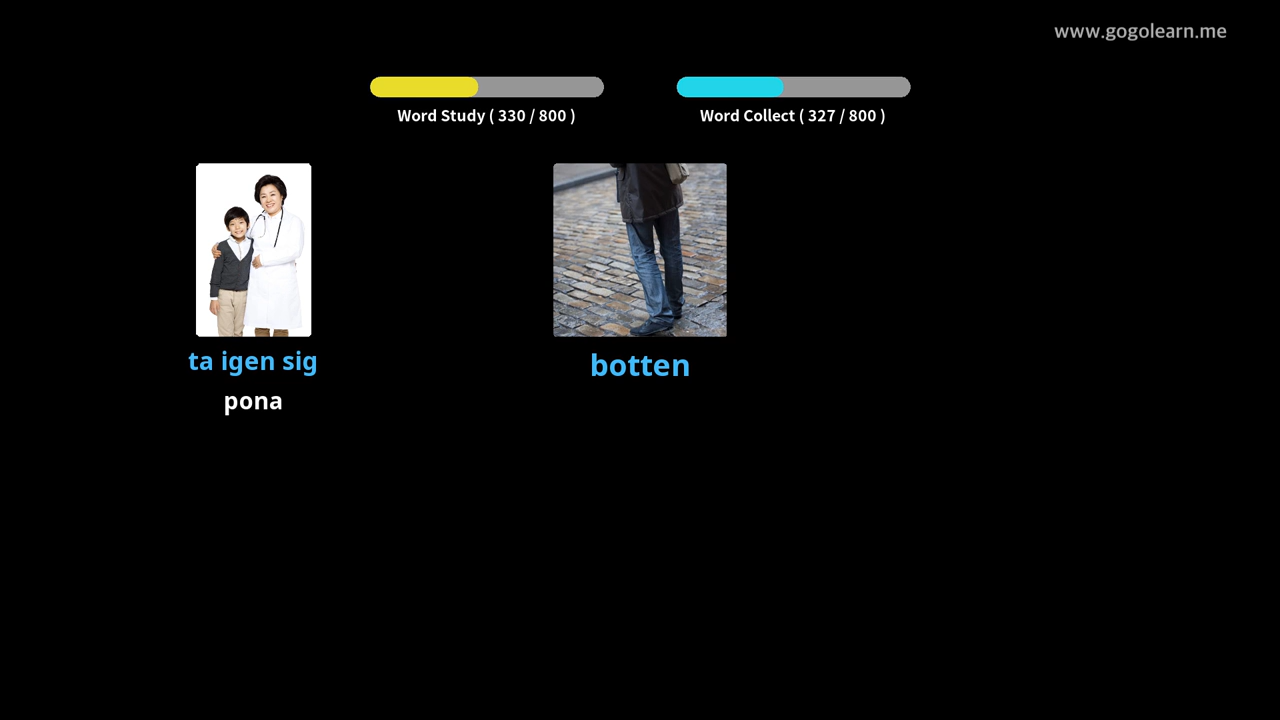 www.gogolearn.me
Word Study ( 330 / 800 )
Word Collect ( 327 / 800 )
ta igen sig
pona
botten